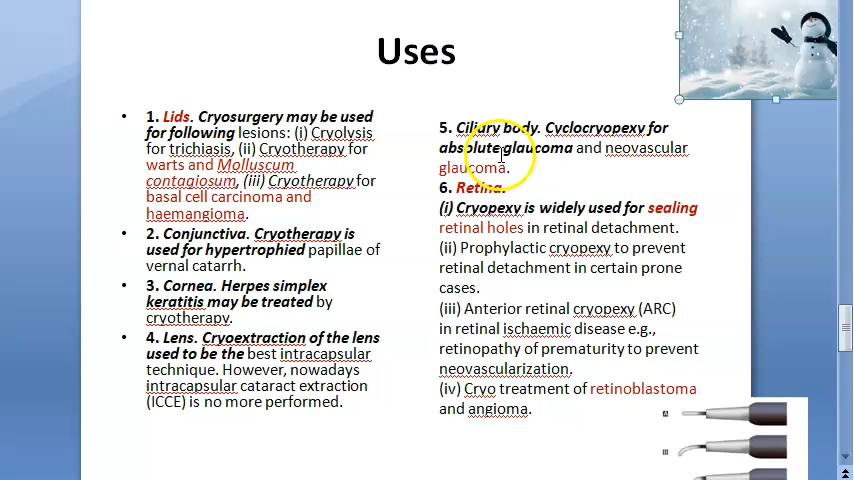 Uses
• 1. Lids. Cryosurgery may be used
for following lesions: (i) Cryolysis
for trichiasis, (ii) Cryotherapy for
warts and Molluscum
contagiosum, (iii) Cryotherapy for
basal cell carcinoma and
haemangioma.
• 2. Conjunctiva. Cryotherapy is
used for hypertrophied papillae of
vernal catarrh.
• 3. Cornea. Herpes simplex
keratitis may be treated by
cryotherapy.
• 4. Lens. Cryoextraction of the lens
used to be the best intracapsular
technique. However, nowadays
intracapsular cataract extraction
(ICCE) is no more performed.
5. Ciliary body. Cyclocryopexy for
absolute glaucoma and neovascular
glaucoma.
6. Retina.
(i) Cryopexy is widely used for sealing
retinal holes in retinal detachment.
(ii) Prophylactic cryopexy to prevent
retinal detachment in certain prone
cases.
(iii) Anterior retinal cryopexy (ARC)
in retinal ischaemic disease e.g.,
retinopathy of prematurity to prevent
neovascularization.
(iv) Cryo treatment of retinoblastoma
and angioma.
A
B